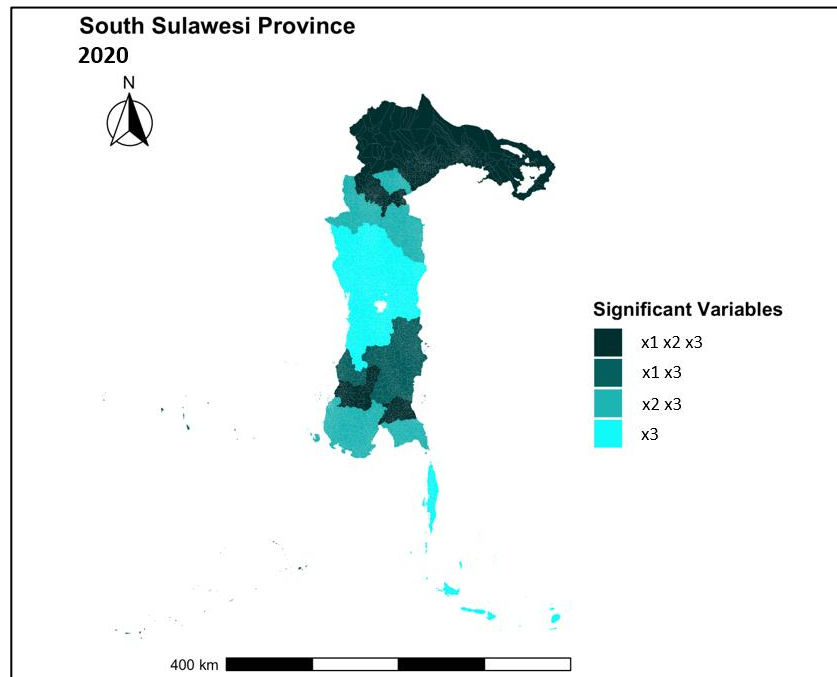 South Sulawesi Province
2020
N
Significant Variables
x1 x2 x3
x1 x3
x2 x3
x3
400 km